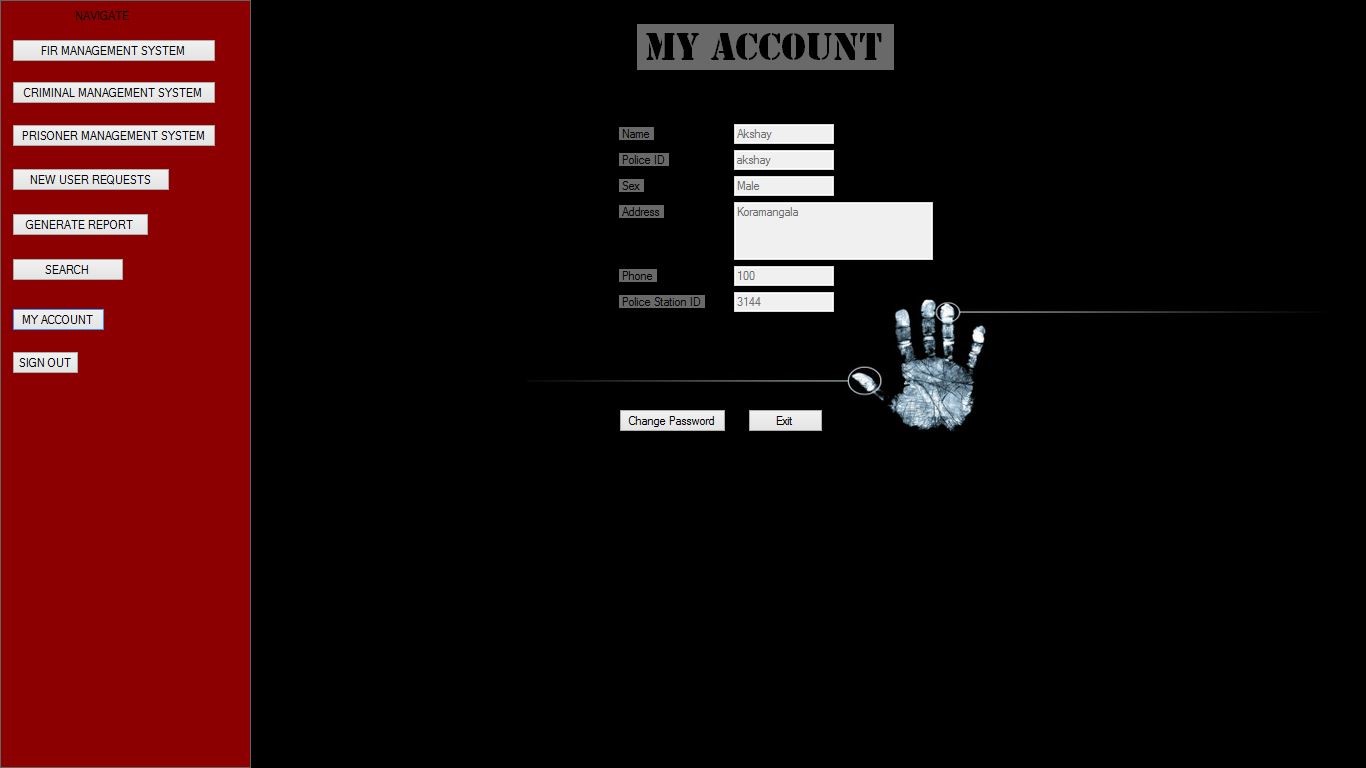 NAVIGATE
FIR MANAGEMENT SYSTEM
CRIMINAL MANAGEMENT SYSTEM
PRISONER MANAGEMENT SYSTEM
NEW USER REQUESTS
GENERATE REPORT
SEARCH
MY ACCOUNT
SIGN OUT
MY ACCOUNT
Name Akshay
Police ID akshay
Sex Male
Address Koramangala
Phone 100
Police Station ID 3144
Change Password Exit